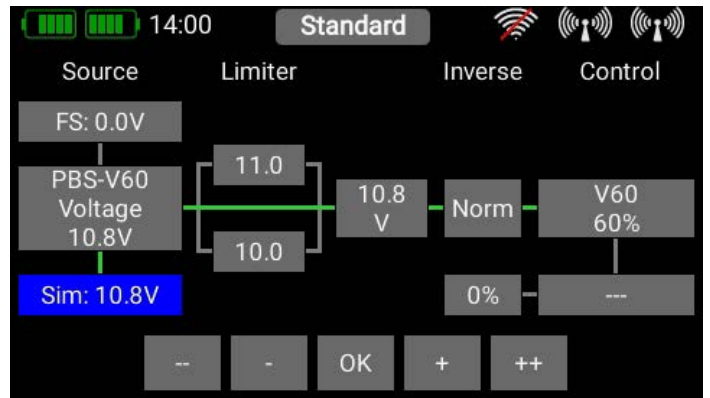 14:00 Standard
Source Limiter Inverse Control
FS: 0.0V
PBS-V60
Voltage
10.8V
11.0
10.0
10.8
V
Norm
V60
60%
Sim: 10.8V
0%
---
-- - OK + ++